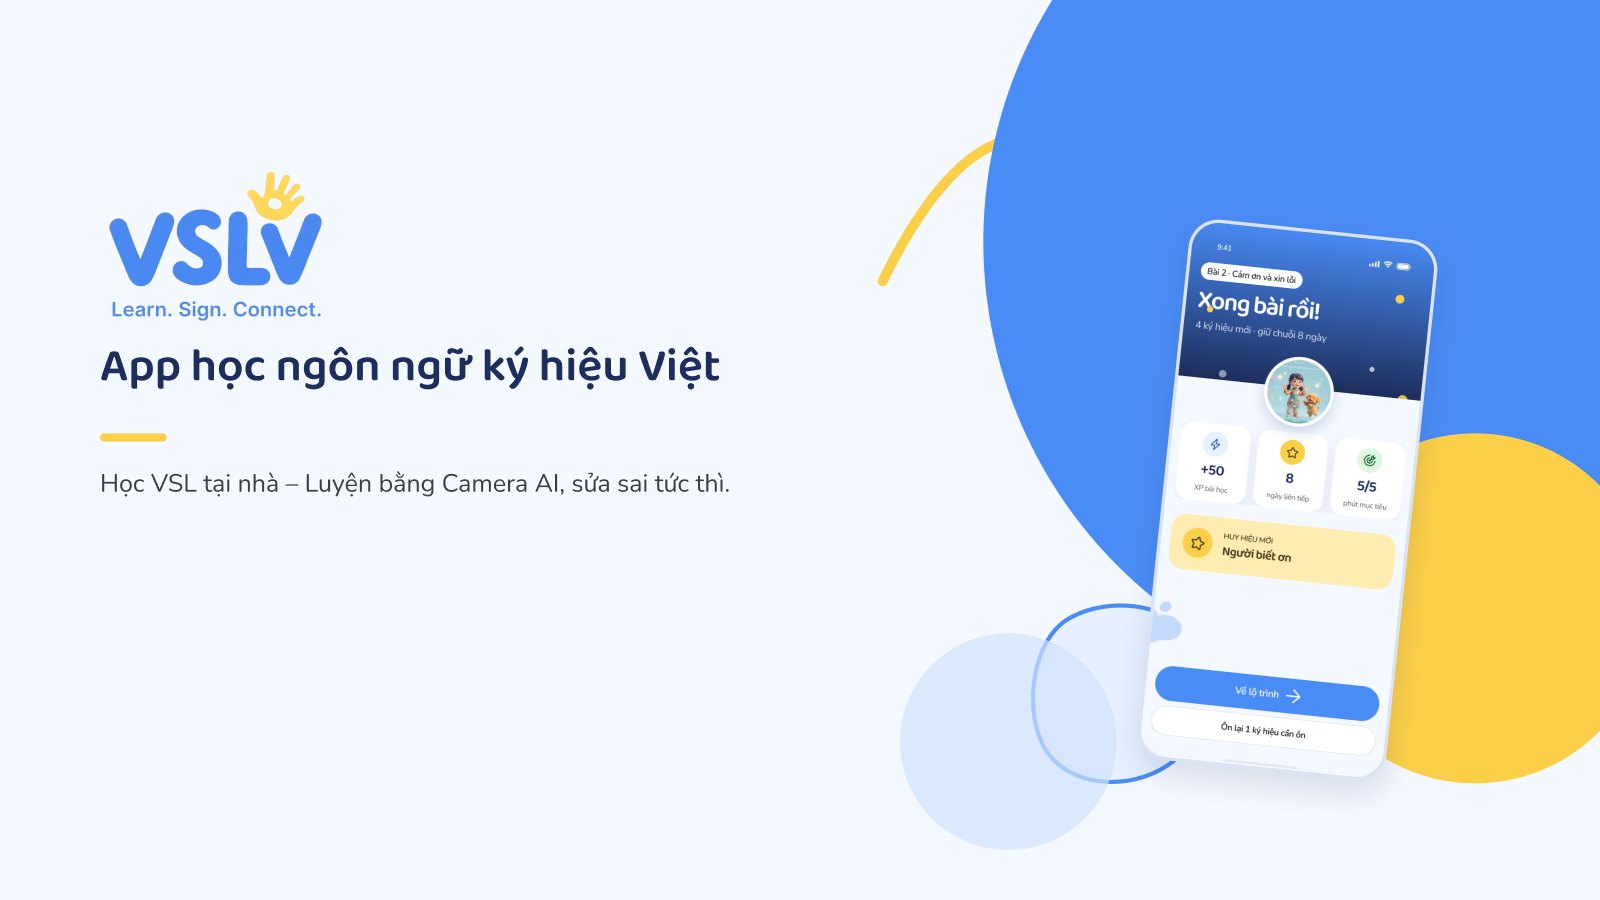 VSLV
Learn. Sign. Connect.
App học ngôn ngữ ký hiệu Việt
Học VSL tại nhà – Luyện bằng Camera AI, sửa sai tức thì.
9:41
Bài 2 · Cảm ơn và xin lỗi
Xong bài rồi!
4 ký hiệu mới · giữ chuỗi 8 ngày
+50
XP bài học
8
ngày liên tiếp
5/5
phút mục tiêu
HUY HIỆU MỚI
Người biết ơn
Về lộ trình
Ôn lại 1 ký hiệu cần ôn